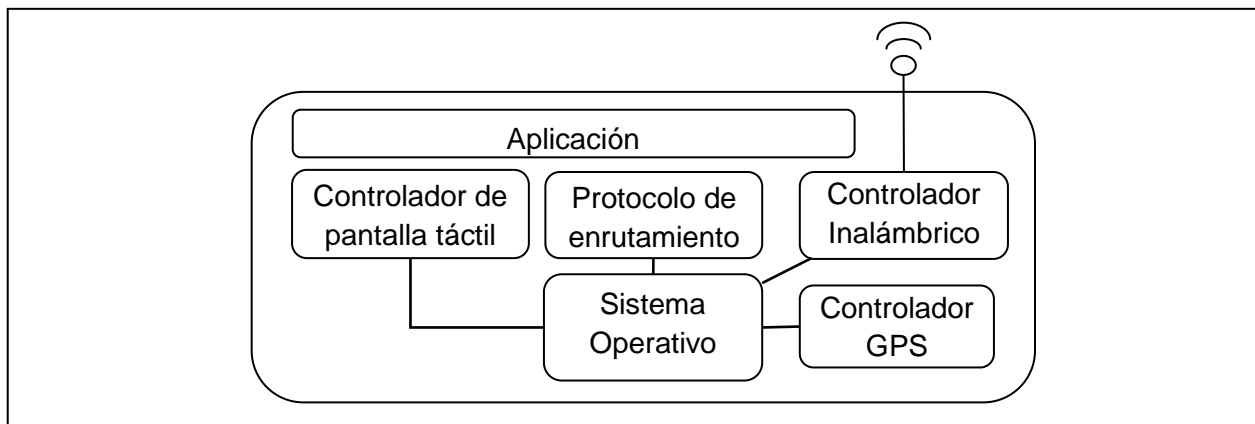 Aplicación
Controlador de
pantalla táctil
Protocolo de
enrutamiento
Controlador
Inalámbrico
Sistema
Operativo
Controlador
GPS